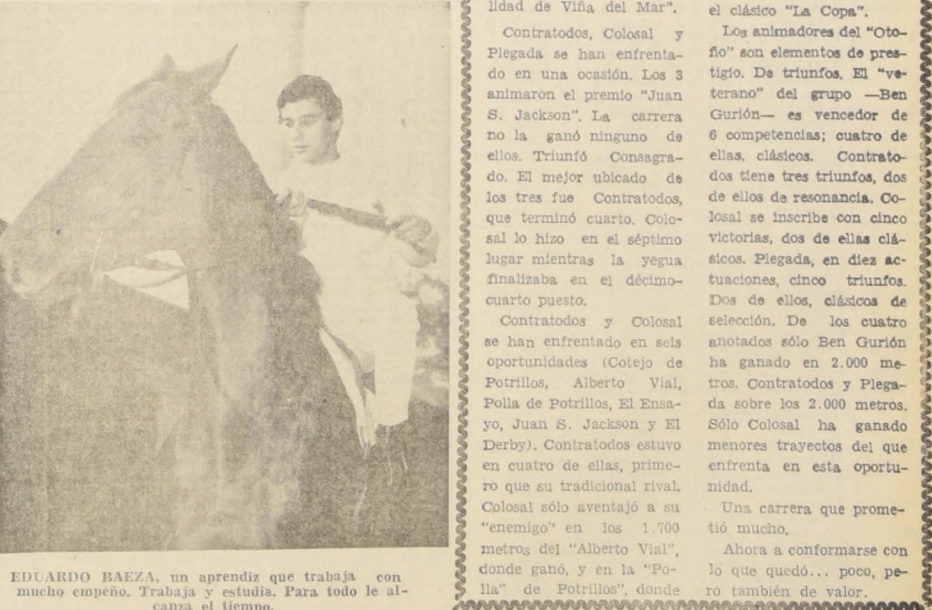 EDUARDO BAEZA, un aprendiz que trabaja con
mucho empeño. Trabaja y estudia. Para todo le al-
canza el tiempo.
lidad de Viña del Mar".
Contratodos, Colosal y
Plegada se han enfrenta-
do en una ocasión. Los 3
animaron el premio "Juan
S. Jackson". La carrera
no la ganó ninguno de
ellos. Triunfó Consagra-
do. El mejor ubicado de
los tres fue Contratodos,
que terminó cuarto. Colo-
sal lo hizo en el séptimo
lugar mientras la yegua
finalizaba en el décimo-
cuarto puesto.
Contratodos y Colosal
se han enfrentado en seis
oportunidades (Cotejo de
Potrillos, Alberto Vial,
Polla de Potrillos, El Ensa-
yo, Juan S. Jackson y El
Derby). Contratodos estuvo
en cuatro de ellas, prime-
ro que su tradicional rival.
Colosal sólo aventajó a su
"enemigo" en los 1.700
metros del "Alberto Vial",
donde ganó, y en la "Po-
lla" de Potrillos", donde
el clásico "La Copa".
Los animadores del "Oto-
ño" son elementos de pres-
tigio. De triunfos. El "ve-
terano" del grupo —Ben
Gurión— es vencedor de
6 competencias; cuatro de
ellas, clásicos. Contrato-
dos tiene tres triunfos, dos
de ellos de resonancia. Co-
losal se inscribe con cinco
victorias, dos de ellas clá-
sicos. Plegada, en diez ac-
tuaciones, cinco triunfos.
Dos de ellos, clásicos de
selección. De los cuatro
anotados sólo Ben Gurión
ha ganado en 2.000 me-
tros. Contratodos y Plega-
da sobre los 2.000 metros.
Sólo Colosal ha ganado
menores trayectos del que
enfrenta en esta oportu-
nidad.
Una carrera que prome-
tió mucho.
Ahora a conformarse con
lo que quedó... poco, pe-
ro también de valor.